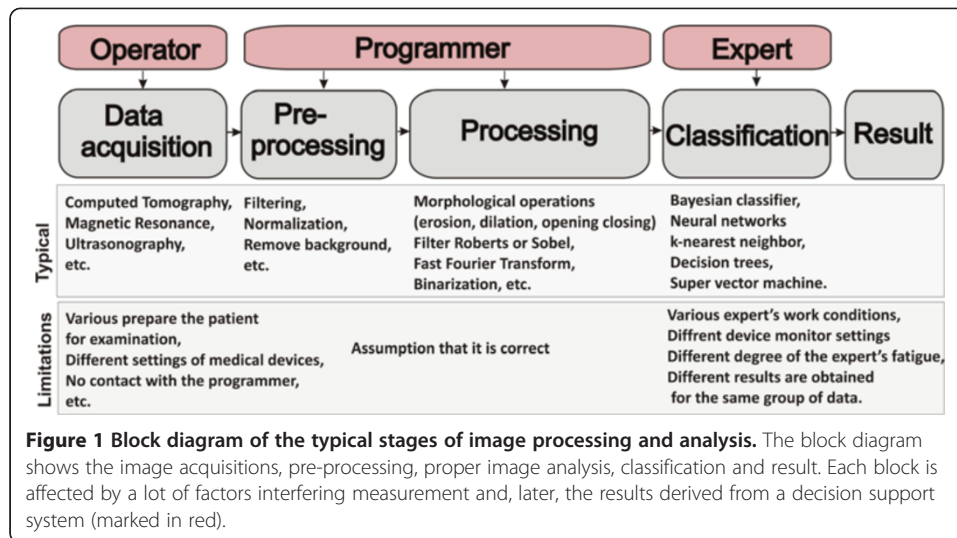 Operator
Programmer
Expert
Data
acquisition
Pre-
processing
Processing
Classification
Result
Typical
Computed Tomography,
Magnetic Resonance,
Ultrasonography,
etc.
Filtering,
Normalization,
Remove background,
etc.
Morphological operations
(erosion, dilation, opening closing)
Filter Roberts or Sobel,
Fast Fourier Transform,
Binarization, etc.
Bayesian classifier,
Neural networks
k-nearest neighbor,
Decision trees,
Super vector machine.
Limitations
Various prepare the patient
for examination,
Different settings of medical devices,
No contact with the programmer,
etc.
Assumption that it is correct
Various expert's work conditions,
Diffrent device monitor settings
Different degree of the expert's fatigue,
Different results are obtained
for the same group of data.
Figure 1 Block diagram of the typical stages of image processing and analysis. The block diagram
shows the image acquisitions, pre-processing, proper image analysis, classification and result. Each block is
affected by a lot of factors interfering measurement and, later, the results derived from a decision support
system (marked in red).